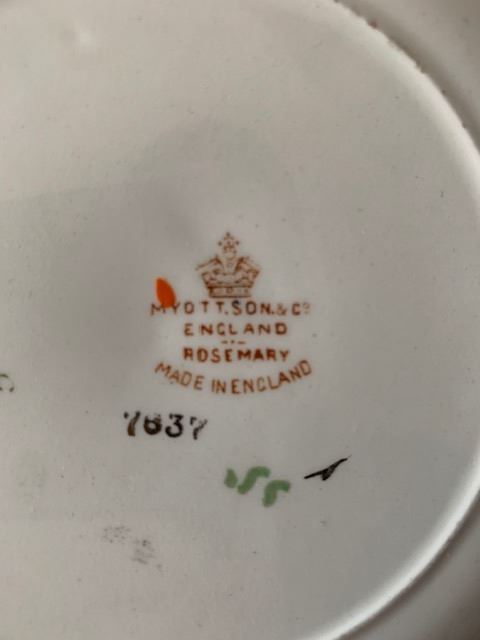 MYOTT.SON.& Cº
ENGLAND
ROSEMARY
MADE IN ENGLAND
7637